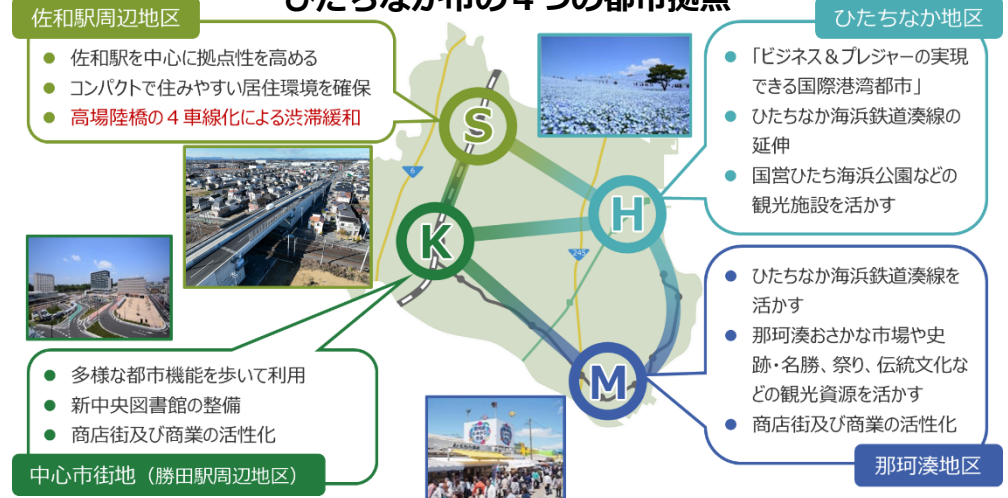 ひたちなか市の４つの都市拠点
佐和駅周辺地区
● 佐和駅を中心に拠点性を高める
● コンパクトで住みやすい居住環境を確保
● 高場陸橋の４車線化による渋滞緩和
ひたちなか地区
● 「ビジネス＆プレジャーの実現
できる国際港湾都市」
● ひたちなか海浜鉄道湊線の
延伸
● 国営ひたち海浜公園などの
観光施設を活かす
S
6
H
K
245
M
● 多様な都市機能を歩いて利用
● 新中央図書館の整備
● 商店街及び商業の活性化
中心市街地（勝田駅周辺地区）
● ひたちなか海浜鉄道湊線を
活かす
● 那珂湊おさかな市場や史
跡・名勝、祭り、伝統文化な
どの観光資源を活かす
● 商店街及び商業の活性化
那珂湊地区